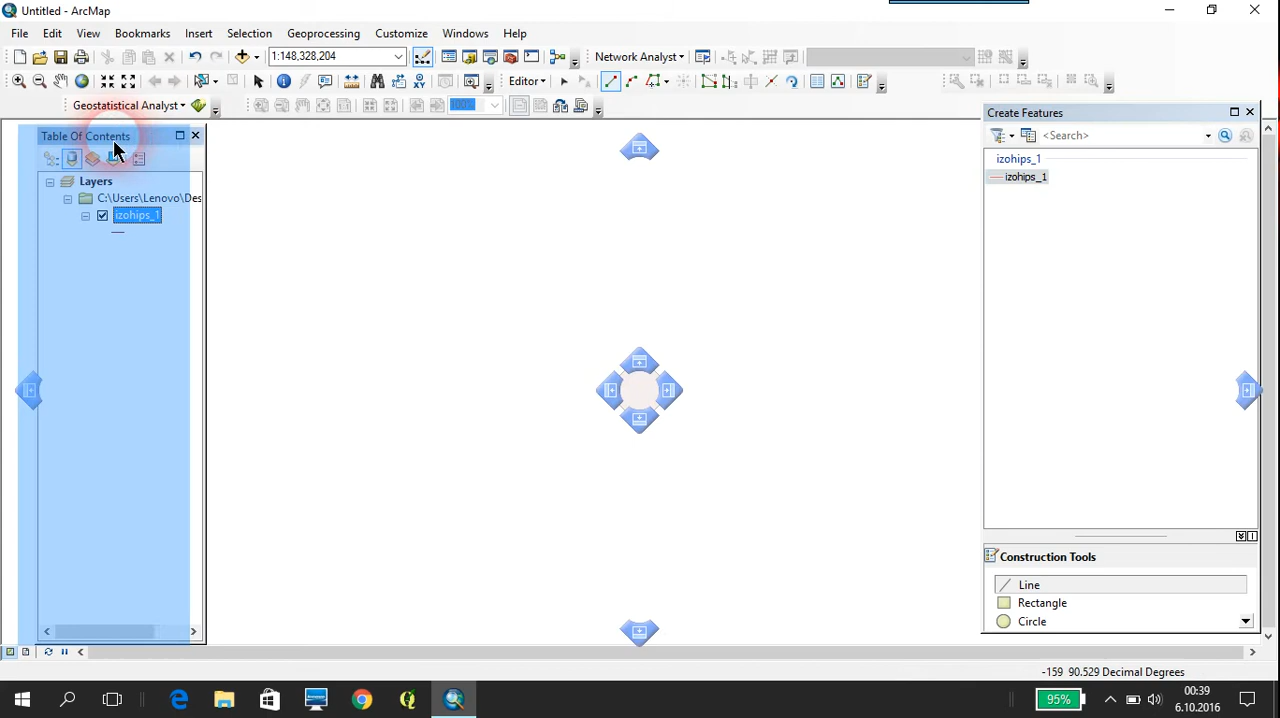 Untitled - ArcMap
File Edit View Bookmarks Insert Selection Geoprocessing Customize Windows Help
1:148,328,204
Network Analyst
Editor
Geostatistical Analyst
100%
Table Of Contents
Layers
C:\Users\Lenovo\Des
izohips_1
Create Features
<Search>
izohips_1
izohips_1
Construction Tools
Line
Rectangle
Circle
-159 90.529 Decimal Degrees
95%
00:39
6.10.2016